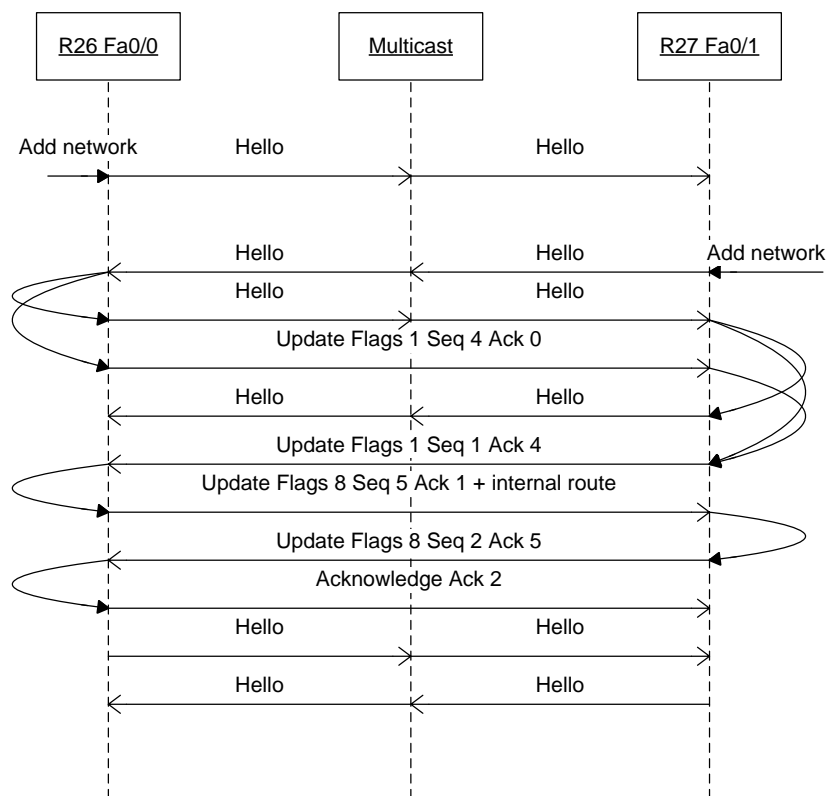 R26 Fa0/0 Multicast R27 Fa0/1
Add network Hello Hello
Hello Hello Add network
Hello Hello
Update Flags 1 Seq 4 Ack 0
Hello Hello
Update Flags 1 Seq 1 Ack 4
Update Flags 8 Seq 5 Ack 1 + internal route
Update Flags 8 Seq 2 Ack 5
Acknowledge Ack 2
Hello Hello
Hello Hello